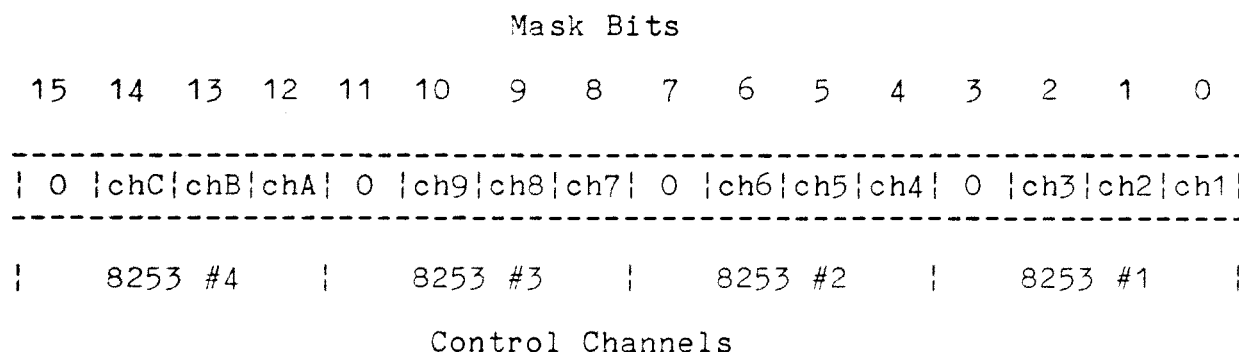 Mask Bits
15 14 13 12 11 10 9 8 7 6 5 4 3 2 1 0
---------------------------------------------------------------------------------
| 0 |chC|chB|chA| 0 |ch9|ch8|ch7| 0 |ch6|ch5|ch4| 0 |ch3|ch2|ch1|
---------------------------------------------------------------------------------
| 8253 #4 | 8253 #3 | 8253 #2 | 8253 #1 |
Control Channels